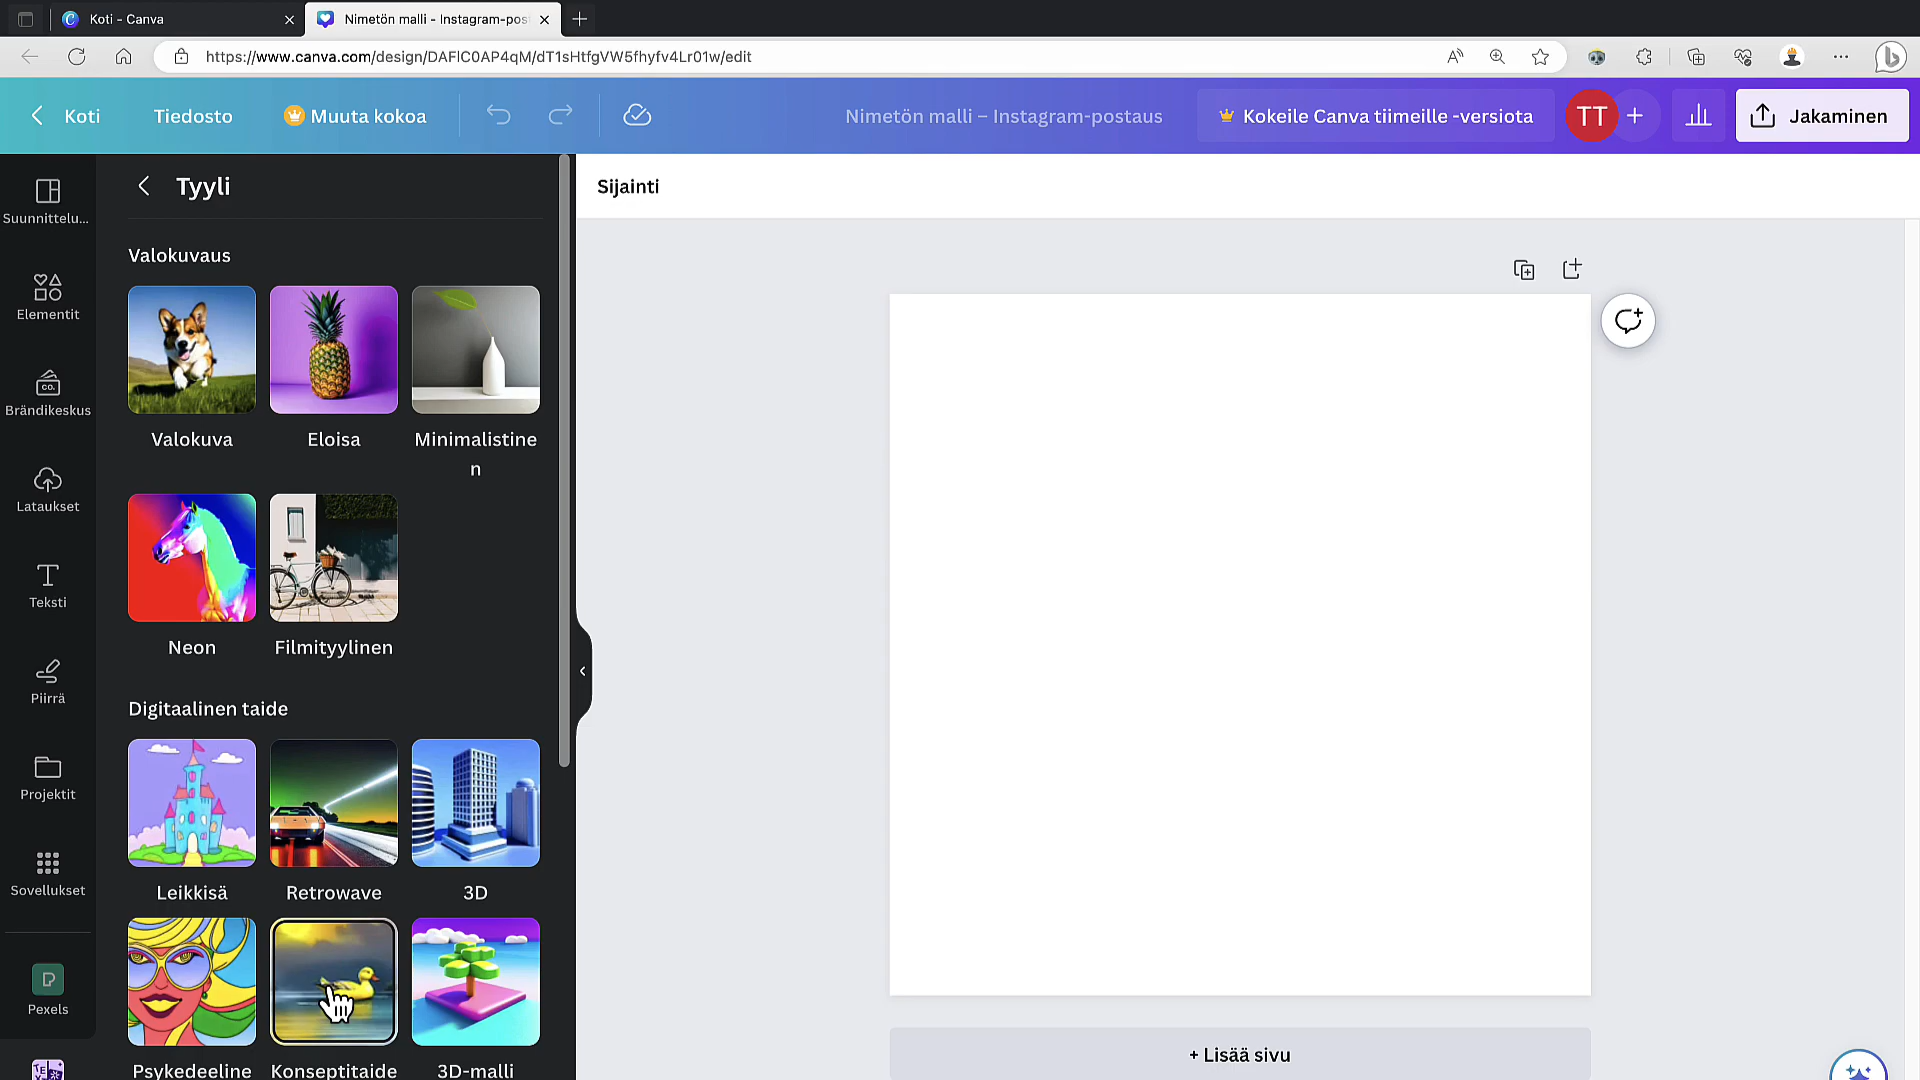 Koti - Canva
Nimetön malli - Instagram-pos
https://www.canva.com/design/DAFlC0AP4qM/dT1sHtfgVW5fhyfv4Lr01w/edit
Koti
Tiedosto
Muuta kokoa
Nimetön malli – Instagram-postaus
Kokeile Canva tiimeille -versiota
TT
Jakaminen
Suunnittelu...
Elementit
CO.
Brändikeskus
Lataukset
Teksti
Piirrä
Projektit
Sovellukset
P
Pexels
Tyyli
Valokuvaus
Valokuva
Eloisa
Minimalistine
n
Neon
Filmityylinen
Digitaalinen taide
Leikkisä
Retrowave
3D
Psykedeeline
Konseptitaide
3D-malli
Sijainti
+ Lisää sivu